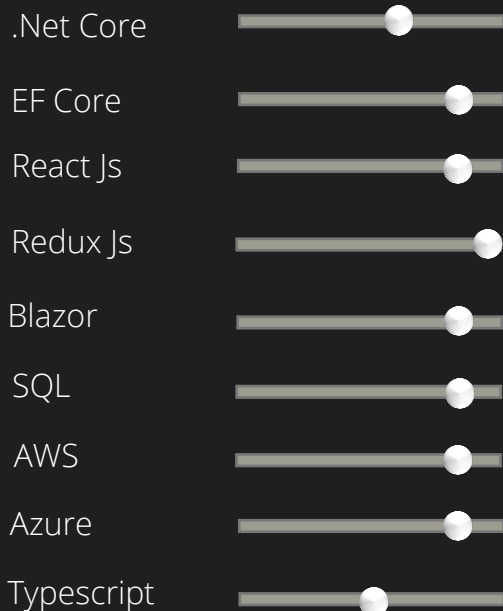 .Net Core
EF Core
React Js
Redux Js
Blazor
SQL
AWS
Azure
Typescript